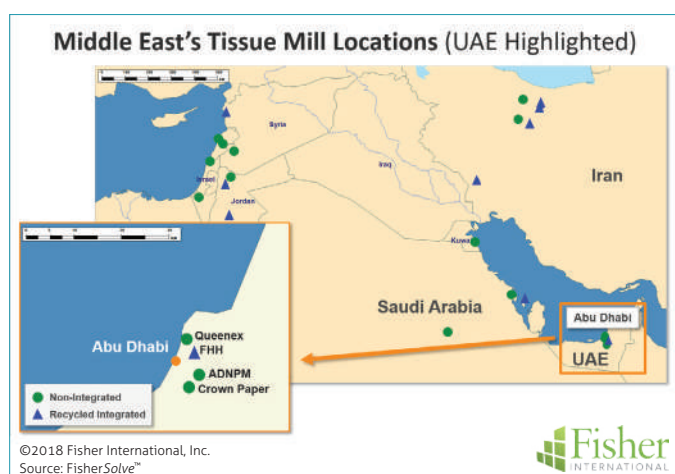 Middle East's Tissue Mill Locations (UAE Highlighted)
Syria
Israel
Iraq
Iran
Jordan
Kuwa
Saudi Arabia
Abu Dhabi
UAE
Queenex
FHH
Abu Dhabi
ADNPM
Crown Paper
Non-Integrated
Recycled Integrated
©2018 Fisher International, Inc.
Source: FisherSolve™
Fisher
INTERNATIONAL